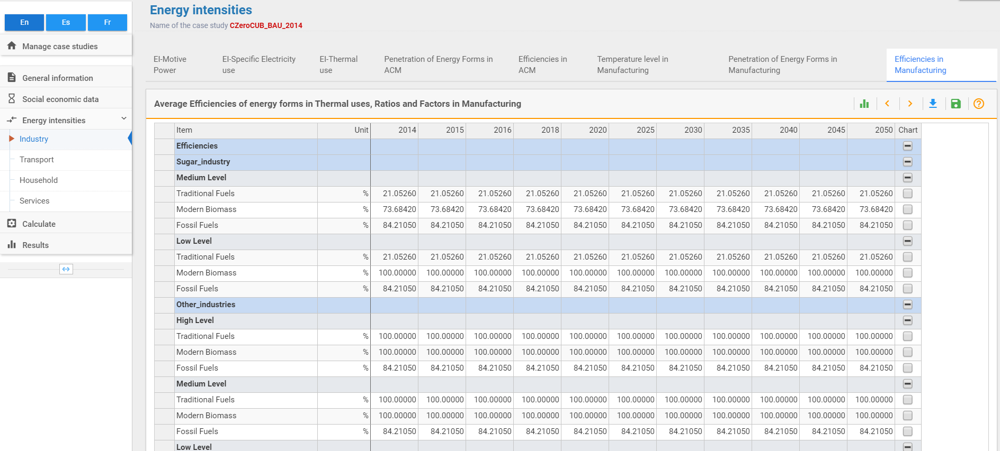 En Es Fr
Manage case studies
General information
Social economic data
Energy intensities
Industry
Transport
Household
Services
Calculate
Results
Energy intensities
Name of the case study CZeroCUB_BAU_2014
EI-Motive Power
EI-Specific Electricity use
EI-Thermal use
Penetration of Energy Forms in ACM
Efficiencies in ACM
Temperature level in Manufacturing
Penetration of Energy Forms in Manufacturing
Efficiencies in Manufacturing
Average Efficiencies of energy forms in Thermal uses, Ratios and Factors in Manufacturing
Item Unit 2014 2015 2016 2018 2020 2025 2030 2035 2040 2045 2050 Chart
Efficiencies
Sugar_industry
Medium Level
Traditional Fuels % 21.05260 21.05260 21.05260 21.05260 21.05260 21.05260 21.05260 21.05260 21.05260 21.05260 21.05260
Modern Biomass % 73.68420 73.68420 73.68420 73.68420 73.68420 73.68420 73.68420 73.68420 73.68420 73.68420 73.68420
Fossil Fuels % 84.21050 84.21050 84.21050 84.21050 84.21050 84.21050 84.21050 84.21050 84.21050 84.21050 84.21050
Low Level
Traditional Fuels % 21.05260 21.05260 21.05260 21.05260 21.05260 21.05260 21.05260 21.05260 21.05260 21.05260 21.05260
Modern Biomass % 100.00000 100.00000 100.00000 100.00000 100.00000 100.00000 100.00000 100.00000 100.00000 100.00000 100.00000
Fossil Fuels % 84.21050 84.21050 84.21050 84.21050 84.21050 84.21050 84.21050 84.21050 84.21050 84.21050 84.21050
Other_industries
High Level
Traditional Fuels % 100.00000 100.00000 100.00000 100.00000 100.00000 100.00000 100.00000 100.00000 100.00000 100.00000 100.00000
Modern Biomass % 100.00000 100.00000 100.00000 100.00000 100.00000 100.00000 100.00000 100.00000 100.00000 100.00000 100.00000
Fossil Fuels % 84.21050 84.21050 84.21050 84.21050 84.21050 84.21050 84.21050 84.21050 84.21050 84.21050 84.21050
Medium Level
Traditional Fuels % 100.00000 100.00000 100.00000 100.00000 100.00000 100.00000 100.00000 100.00000 100.00000 100.00000 100.00000
Modern Biomass % 100.00000 100.00000 100.00000 100.00000 100.00000 100.00000 100.00000 100.00000 100.00000 100.00000 100.00000
Fossil Fuels % 84.21050 84.21050 84.21050 84.21050 84.21050 84.21050 84.21050 84.21050 84.21050 84.21050 84.21050
Low Level